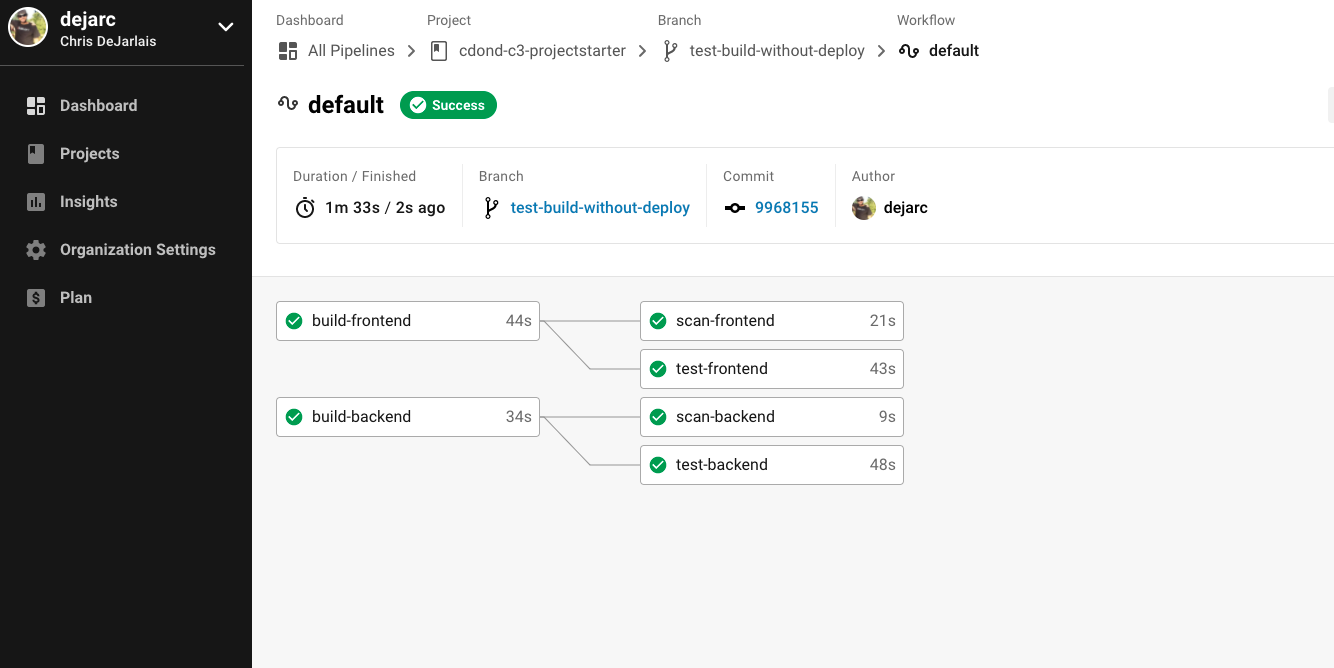 dejarc
Chris DeJarlais
Dashboard
Projects
Insights
Organization Settings
Plan
Dashboard Project Branch Workflow
All Pipelines cdond-c3-projectstarter test-build-without-deploy default
default Success
Duration / Finished Branch Commit Author
1m 33s / 2s ago test-build-without-deploy 9968155 dejarc
build-frontend 44s scan-frontend 21s
test-frontend 43s
build-backend 34s scan-backend 9s
test-backend 48s